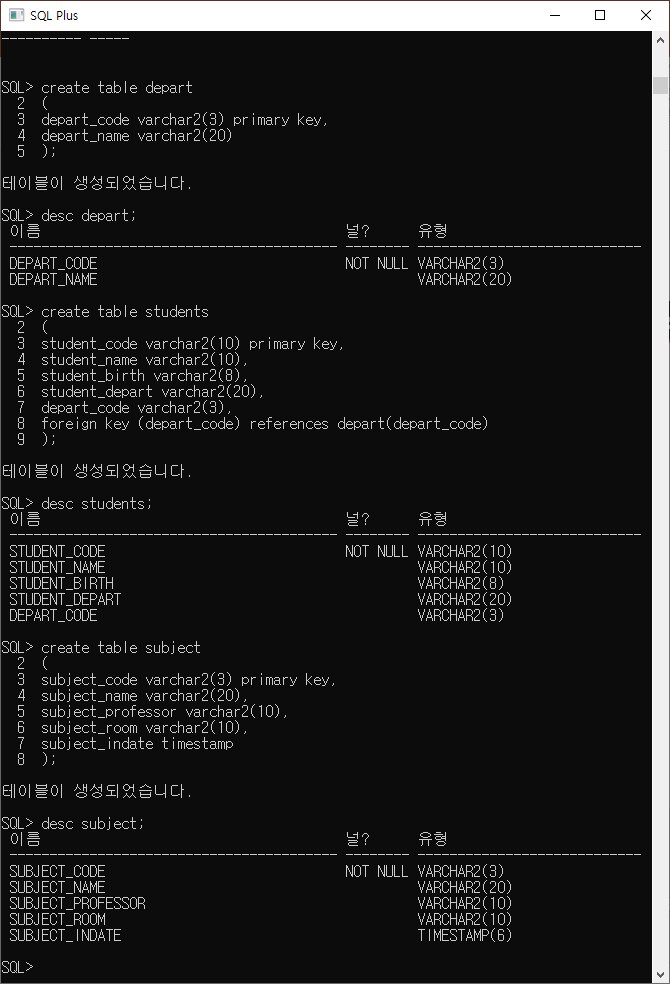 SQL Plus
---------- -----
SQL> create table depart
  2  (
  3  depart_code varchar2(3) primary key,
  4  depart_name varchar2(20)
  5  );
테이블이 생성되었습니다.
SQL> desc depart;
 이름                                      널?      유형
 ----------------------------------------- -------- ----------------------------
 DEPART_CODE                               NOT NULL VARCHAR2(3)
 DEPART_NAME                                        VARCHAR2(20)
SQL> create table students
  2  (
  3  student_code varchar2(10) primary key,
  4  student_name varchar2(10),
  5  student_birth varchar2(8),
  6  student_depart varchar2(20),
  7  depart_code varchar2(3),
  8  foreign key (depart_code) references depart(depart_code)
  9  );
테이블이 생성되었습니다.
SQL> desc students;
 이름                                      널?      유형
 ----------------------------------------- -------- ----------------------------
 STUDENT_CODE                              NOT NULL VARCHAR2(10)
 STUDENT_NAME                                       VARCHAR2(10)
 STUDENT_BIRTH                                      VARCHAR2(8)
 STUDENT_DEPART                                     VARCHAR2(20)
 DEPART_CODE                                        VARCHAR2(3)
SQL> create table subject
  2  (
  3  subject_code varchar2(3) primary key,
  4  subject_name varchar2(20),
  5  subject_professor varchar2(10),
  6  subject_room varchar2(10),
  7  subject_indate timestamp
  8  );
테이블이 생성되었습니다.
SQL> desc subject;
 이름                                      널?      유형
 ----------------------------------------- -------- ----------------------------
 SUBJECT_CODE                              NOT NULL VARCHAR2(3)
 SUBJECT_NAME                                       VARCHAR2(20)
 SUBJECT_PROFESSOR                                  VARCHAR2(10)
 SUBJECT_ROOM                                       VARCHAR2(10)
 SUBJECT_INDATE                                     TIMESTAMP(6)
SQL>